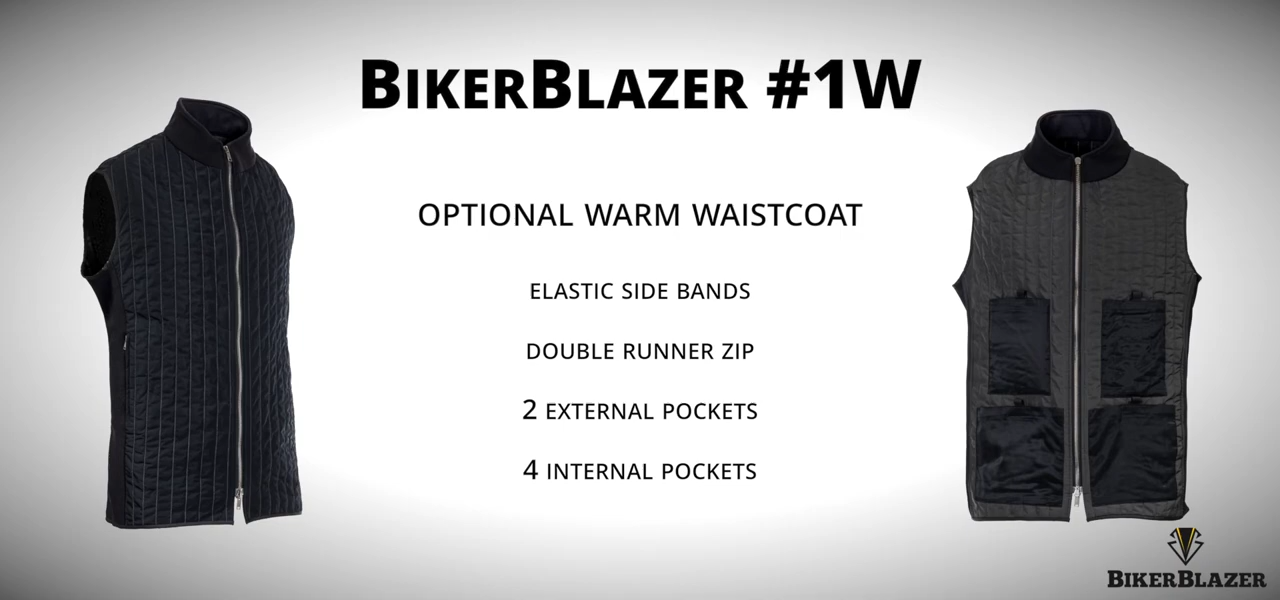 BIKERBLAZER #1W
OPTIONAL WARM WAISTCOAT
ELASTIC SIDE BANDS
DOUBLE RUNNER ZIP
2 EXTERNAL POCKETS
4 INTERNAL POCKETS
BIKERBLAZER